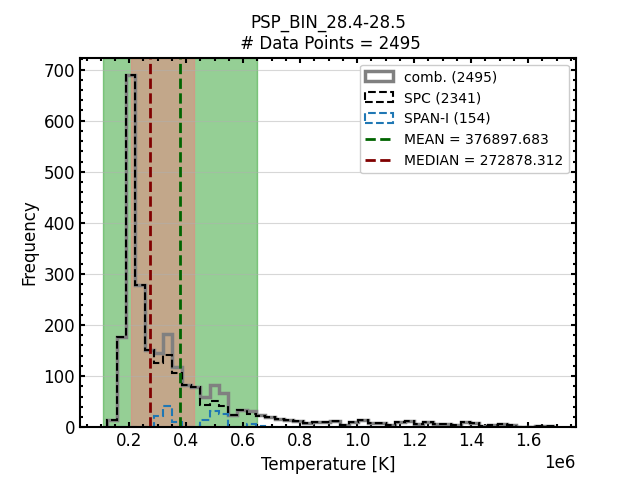 PSP_BIN_28.4-28.5
# Data Points = 2495
comb. (2495)
SPC (2341)
SPAN-I (154)
MEAN = 376897.683
MEDIAN = 272878.312
700
600
500
400
300
200
100
0
Frequency
0.2 0.4 0.6 0.8 1.0 1.2 1.4 1.6
1e6
Temperature [K]